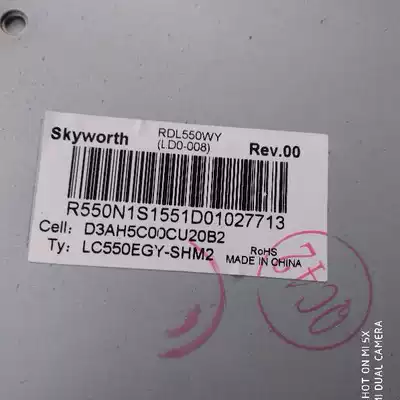 Skyworth RDL550WY
(LD0-008) Rev.00
R550N1S1551D01027713
Cell: D3AH5C00CU20B2
Ty: LC550EGY-SHM2
RoHS
MADE IN CHINA
SHOT ON MI 5X
MI DUAL CAMERA